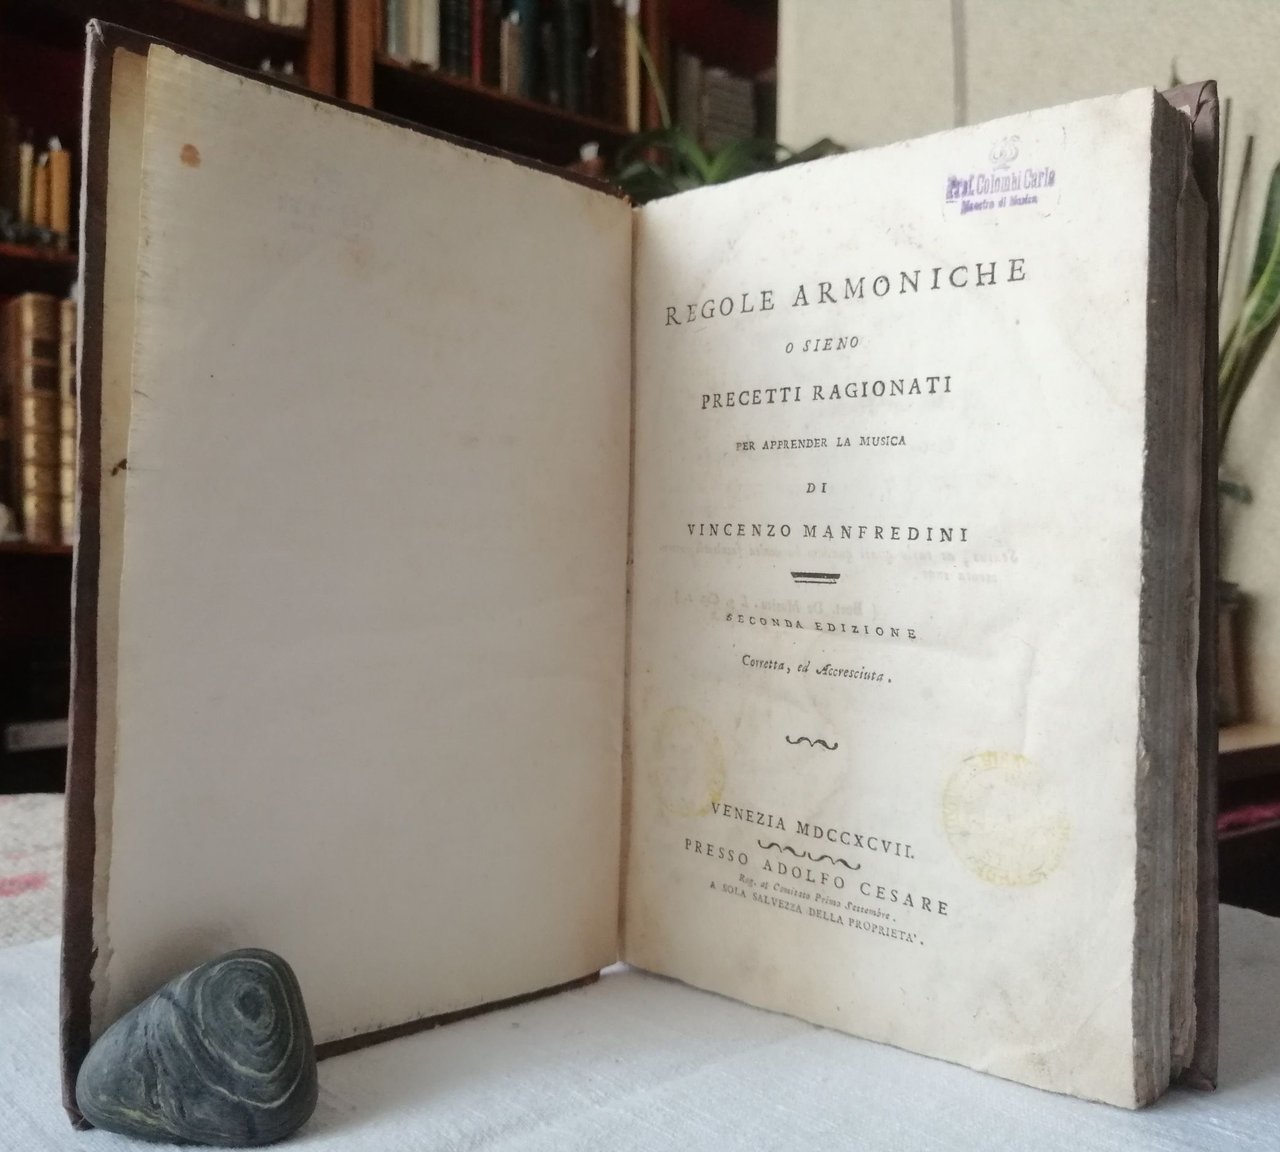 Prof. Colombi Carlo
Maestro di Musica
REGOLE ARMONICHE
O SIENO
PRECETTI RAGIONATI
PER APPRENDER LA MUSICA
DI
VINCENZO MANFREDINI
SECONDA EDIZIONE
Corretta, ed Accresciuta.
VENEZIA MDCCXCVII.
PRESSO ADOLFO CESARE
Reg. al Comitato Primo Settembre.
A SOLA SALVEZZA DELLA PROPRIETA'.